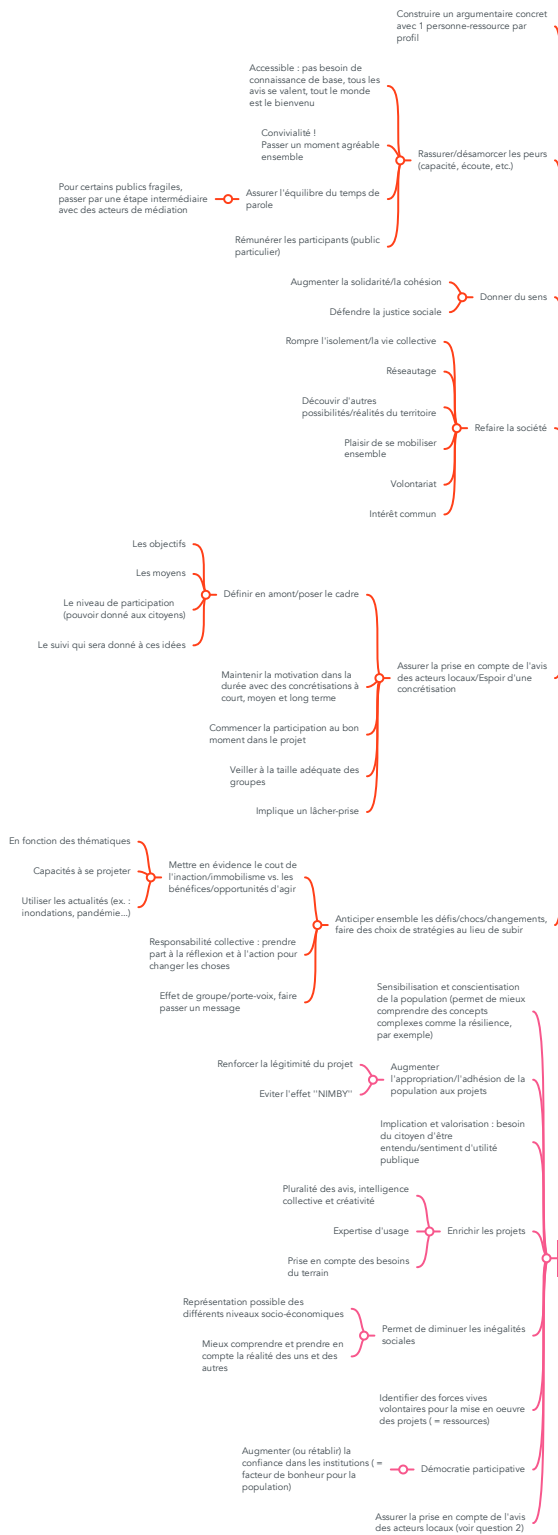 Construire un argumentaire concret
avec 1 personne-ressource par
profil
Accessible : pas besoin de
connaissance de base, tous les
avis se valent, tout le monde
est le bienvenu
Convivialité !
Passer un moment agréable
ensemble
Rassurer/désamorcer les peurs
(capacité, écoute, etc.)
Pour certains publics fragiles,
passer par une étape intermédiaire
avec des acteurs de médiation
Assurer l'équilibre du temps de
parole
Rémunérer les participants (public
particulier)
Augmenter la solidarité/la cohésion
Donner du sens
Défendre la justice sociale
Rompre l'isolement/la vie collective
Réseautage
Découvir d'autres
possibilités/réalités du territoire
Refaire la société
Plaisir de se mobiliser
ensemble
Volontariat
Intérêt commun
Les objectifs
Les moyens
Définir en amont/poser le cadre
Le niveau de participation
(pouvoir donné aux citoyens)
Le suivi qui sera donné à ces idées
Assurer la prise en compte de l'avis
des acteurs locaux/Espoir d'une
concrétisation
Maintenir la motivation dans la
durée avec des concrétisations à
court, moyen et long terme
Commencer la participation au bon
moment dans le projet
Veiller à la taille adéquate des
groupes
Implique un lâcher-prise
En fonction des thématiques
Capacités à se projeter
Mettre en évidence le cout de
l'inaction/immobilisme vs. les
bénéfices/opportunités d'agir
Utiliser les actualités (ex. :
inondations, pandémie...)
Anticiper ensemble les défis/chocs/changements,
faire des choix de stratégies au lieu de subir
Responsabilité collective : prendre
part à la réflexion et à l'action pour
changer les choses
Effet de groupe/porte-voix, faire
passer un message
Sensibilisation et conscientisation
de la population (permet de mieux
comprendre des concepts
complexes comme la résilience,
par exemple)
Renforcer la légitimité du projet
Eviter l'effet "NIMBY"
Augmenter
l'appropriation/l'adhésion de la
population aux projets
Implication et valorisation : besoin
du citoyen d'être
entendu/sentiment d'utilité
publique
Pluralité des avis, intelligence
collective et créativité
Expertise d'usage
Enrichir les projets
Prise en compte des besoins
du terrain
Représentation possible des
différents niveaux socio-économiques
Permet de diminuer les inégalités
sociales
Mieux comprendre et prendre en
compte la réalité des uns et des
autres
Identifier des forces vives
volontaires pour la mise en oeuvre
des projets ( = ressources)
Augmenter (ou rétablir) la
confiance dans les institutions ( =
facteur de bonheur pour la
population)
Démocratie participative
Assurer la prise en compte de l'avis
des acteurs locaux (voir question 2)